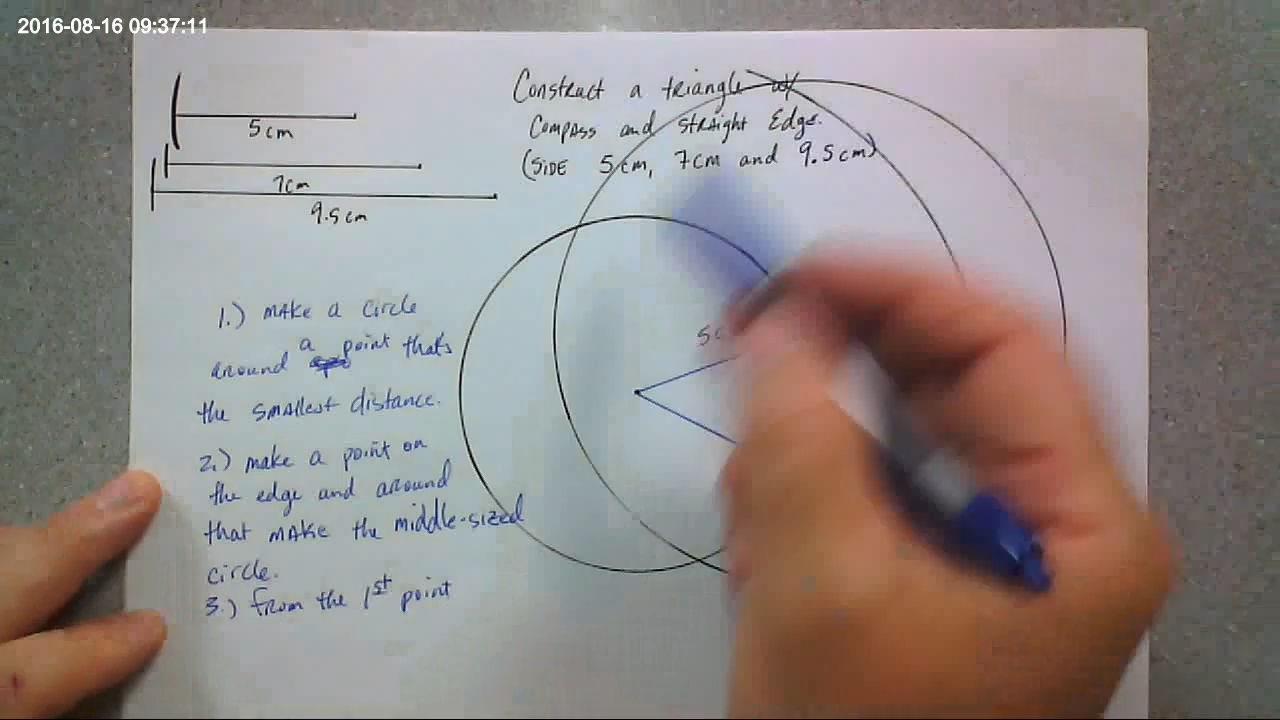 2016-08-16 09:37:11
5cm
7cm
9.5cm
Construct a triangle w/
Compass and straight Edge.
(SIDE 5cm, 7cm and 9.5cm)
1.) make a circle
around a point that's
the smallest distance.
2.) make a point on
the edge and around
that make the middle-sized
circle.
3.) from the 1st point